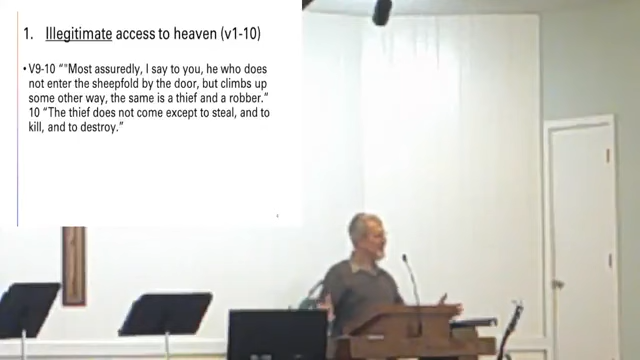 1. Illegitimate access to heaven (v1-10)
• V9-10 “"Most assuredly, I say to you, he who does
not enter the sheepfold by the door, but climbs up
some other way, the same is a thief and a robber.”
10 “The thief does not come except to steal, and to
kill, and to destroy.”